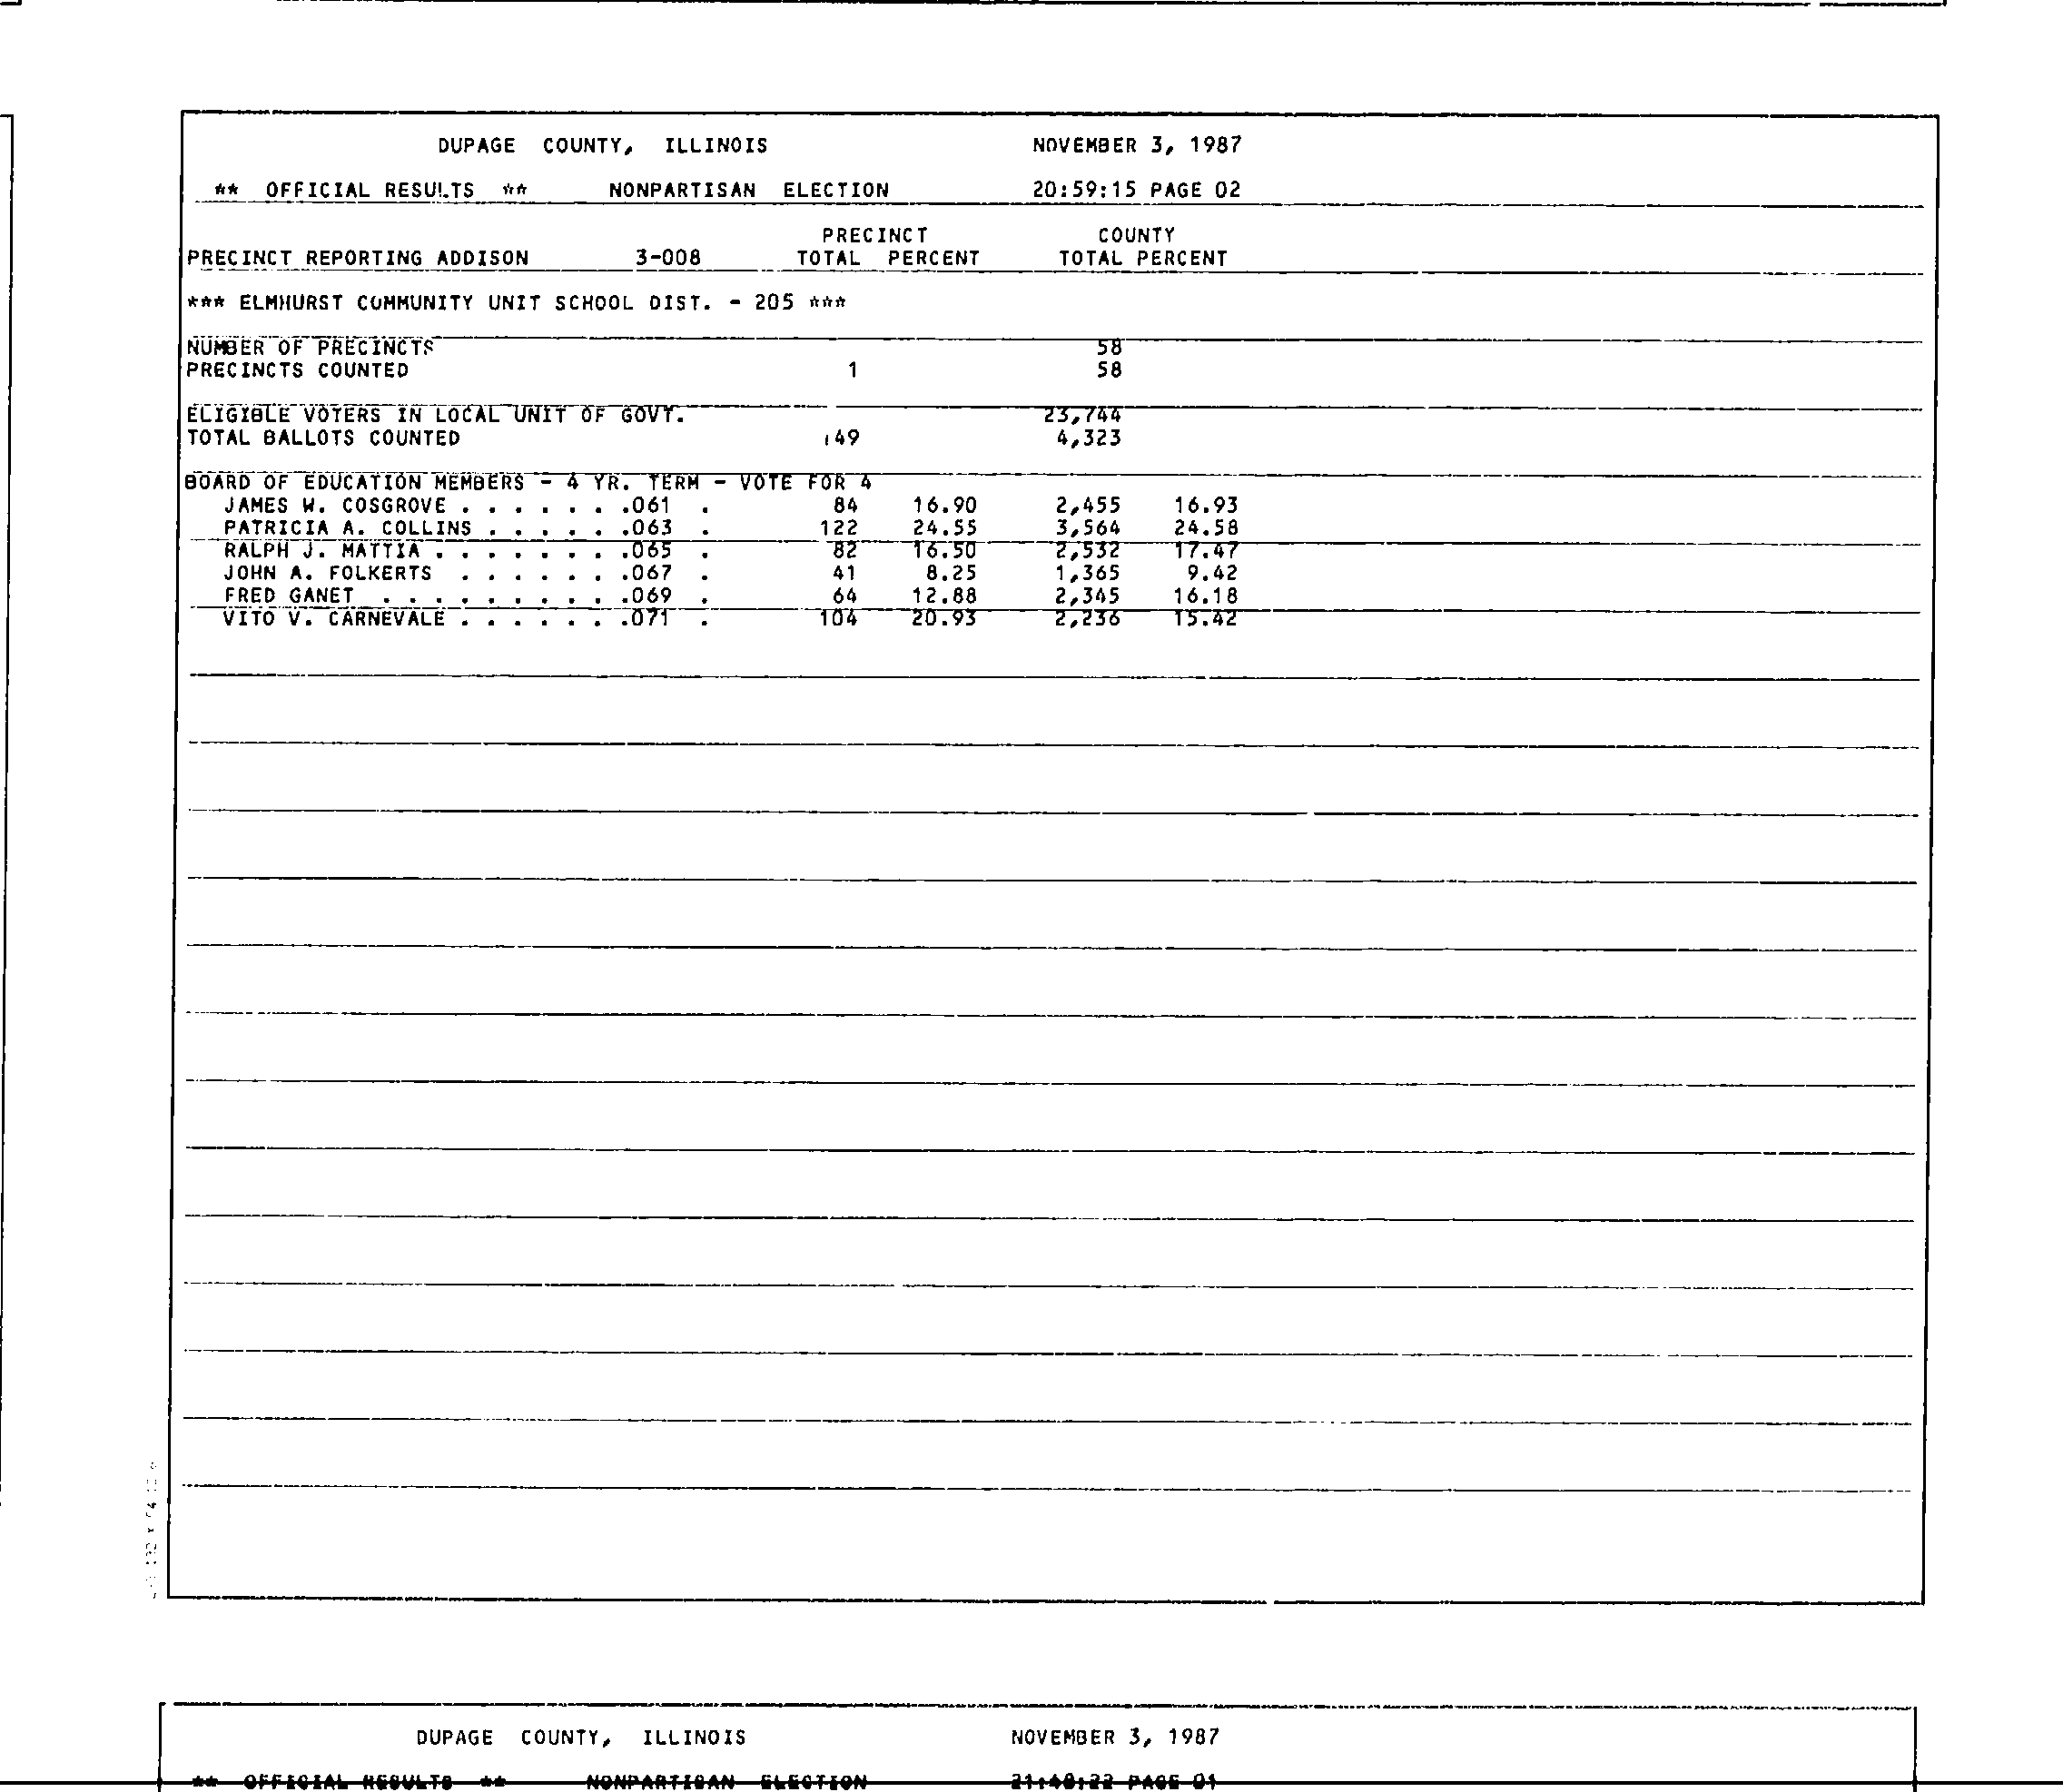 DUPAGE COUNTY, ILLINOIS NOVEMBER 3, 1987
** OFFICIAL RESULTS ** NONPARTISAN ELECTION 20:59:15 PAGE 02
PRECINCT COUNTY
PRECINCT REPORTING ADDISON 3-008 TOTAL PERCENT TOTAL PERCENT
*** ELMHURST COMMUNITY UNIT SCHOOL DIST. - 205 ***
NUMBER OF PRECINCTS 58
PRECINCTS COUNTED 1 58
ELIGIBLE VOTERS IN LOCAL UNIT OF GOVT. 23,744
TOTAL BALLOTS COUNTED 149 4,323
BOARD OF EDUCATION MEMBERS - 4 YR. TERM - VOTE FOR 4
JAMES W. COSGROVE . . . . . . .061 . 84 16.90 2,455 16.93
PATRICIA A. COLLINS . . . . . .063 . 122 24.55 3,564 24.58
RALPH J. MATTIA . . . . . . . .065 . 82 16.50 2,532 17.47
JOHN A. FOLKERTS . . . . . . .067 . 41 8.25 1,365 9.42
FRED GANET . . . . . . . . . .069 . 64 12.88 2,345 16.18
VITO V. CARNEVALE . . . . . . .071 . 104 20.93 2,236 15.42
DUPAGE COUNTY, ILLINOIS NOVEMBER 3, 1987
** OFFICIAL RESULTS ** NONPARTISAN ELECTION 21:48:22 PAGE 01